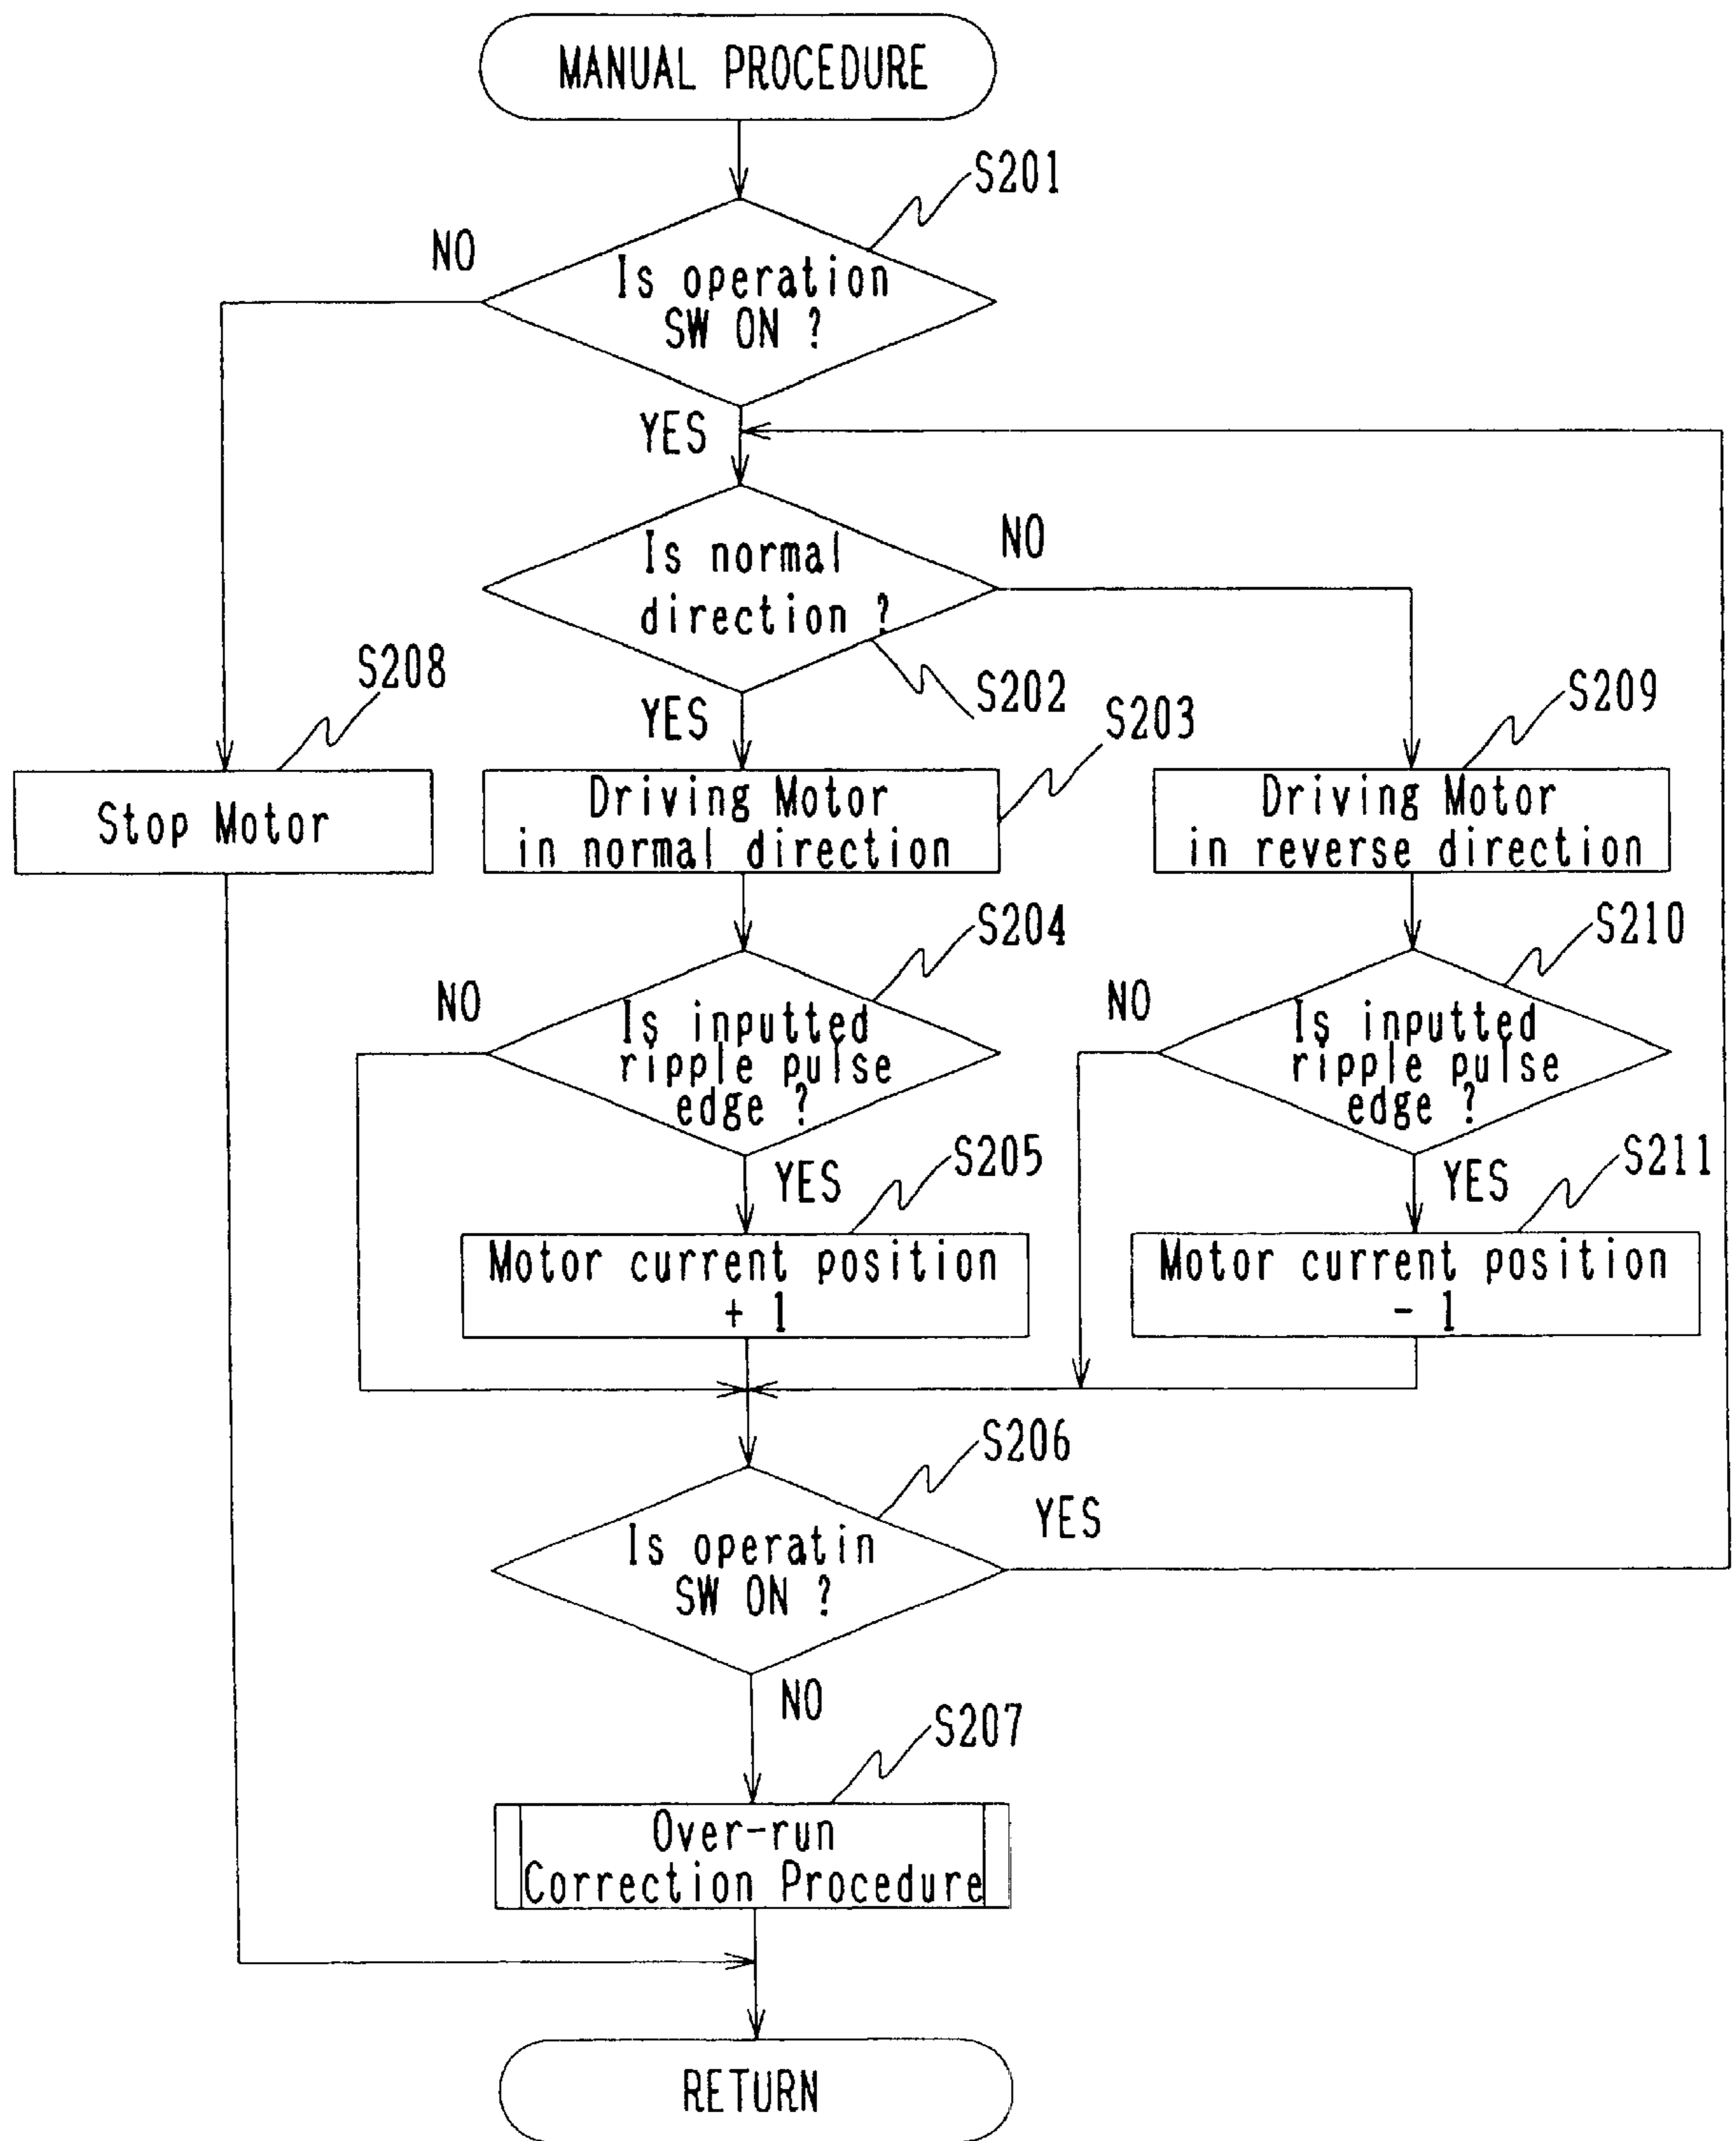 MANUAL PROCEDURE
S201
NO
Is operation
SW ON ?
YES
NO
Is normal
direction ?
S202
YES
S208
S203
S209
Stop Motor
Driving Motor
in normal direction
Driving Motor
in reverse direction
S204
S210
NO
Is inputted
ripple pulse
edge ?
NO
Is inputted
ripple pulse
edge ?
YES
S205
YES
S211
Motor current position
+ 1
Motor current position
- 1
S206
YES
Is operatin
SW ON ?
NO
S207
Over-run
Correction Procedure
RETURN